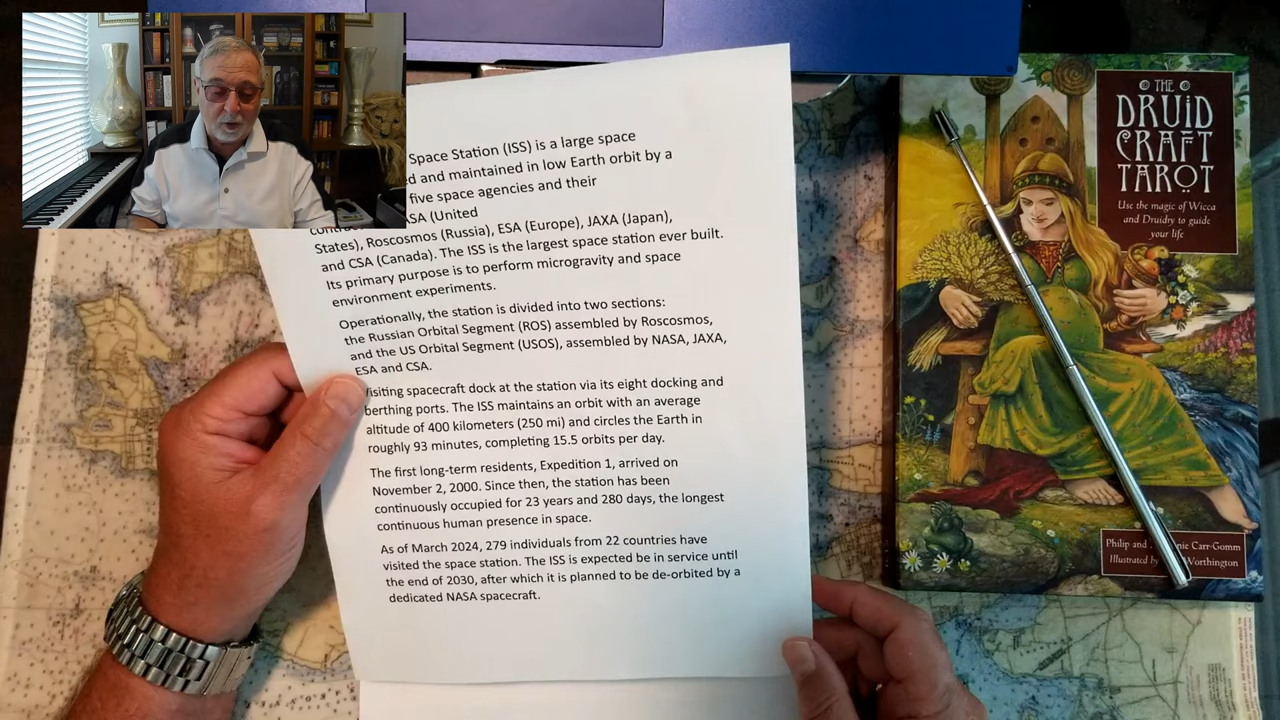 Space Station (ISS) is a large space
d and maintained in low Earth orbit by a
five space agencies and their
ASA (United
States), Roscosmos (Russia), ESA (Europe), JAXA (Japan),
and CSA (Canada). The ISS is the largest space station ever built.
Its primary purpose is to perform microgravity and space
environment experiments.
Operationally, the station is divided into two sections:
the Russian Orbital Segment (ROS) assembled by Roscosmos,
and the US Orbital Segment (USOS), assembled by NASA, JAXA,
ESA and CSA.
Visiting spacecraft dock at the station via its eight docking and
berthing ports. The ISS maintains an orbit with an average
altitude of 400 kilometers (250 mi) and circles the Earth in
roughly 93 minutes, completing 15.5 orbits per day.
The first long-term residents, Expedition 1, arrived on
November 2, 2000. Since then, the station has been
continuously occupied for 23 years and 280 days, the longest
continuous human presence in space.
As of March 2024, 279 individuals from 22 countries have
visited the space station. The ISS is expected be in service until
the end of 2030, after which it is planned to be de-orbited by a
dedicated NASA spacecraft.
THE
DRUID
CRAFT
TAROT
Use the magic of Wicca
and Druidry to guide
your life
Philip and nie Carr-Gomm
Illustrated by Worthington